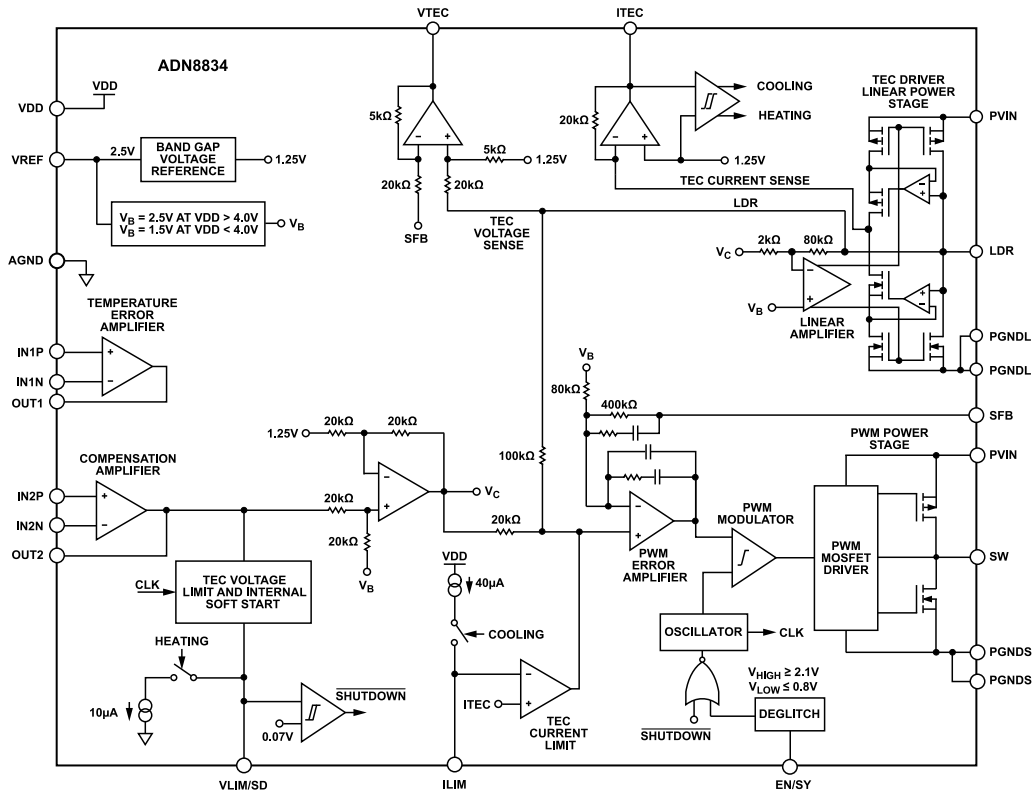 VTEC
ITEC
ADN8834
VDD
VDD
VREF
2.5V
BAND GAP
VOLTAGE
REFERENCE
1.25V
VB = 2.5V AT VDD > 4.0V
VB = 1.5V AT VDD < 4.0V
VB
AGND
5kΩ
5kΩ
1.25V
20kΩ
20kΩ
SFB
TEC
VOLTAGE
SENSE
20kΩ
COOLING
HEATING
1.25V
TEC CURRENT SENSE
LDR
TEC DRIVER
LINEAR POWER
STAGE
PVIN
VC
2kΩ
80kΩ
VB
LINEAR
AMPLIFIER
LDR
PGNDL
PGNDL
TEMPERATURE
ERROR
AMPLIFIER
IN1P
IN1N
OUT1
COMPENSATION
AMPLIFIER
IN2P
IN2N
OUT2
1.25V
20kΩ
20kΩ
20kΩ
20kΩ
VB
VC
20kΩ
100kΩ
VB
80kΩ
400kΩ
SFB
PWM
ERROR
AMPLIFIER
PWM
MODULATOR
PWM POWER
STAGE
PVIN
PWM
MOSFET
DRIVER
SW
PGNDS
PGNDS
CLK
TEC VOLTAGE
LIMIT AND INTERNAL
SOFT START
HEATING
10µA
0.07V
SHUTDOWN
VDD
40µA
COOLING
ITEC
TEC
CURRENT
LIMIT
OSCILLATOR
CLK
SHUTDOWN
VHIGH ≥ 2.1V
VLOW ≤ 0.8V
DEGLITCH
VLIM/SD
ILIM
EN/SY